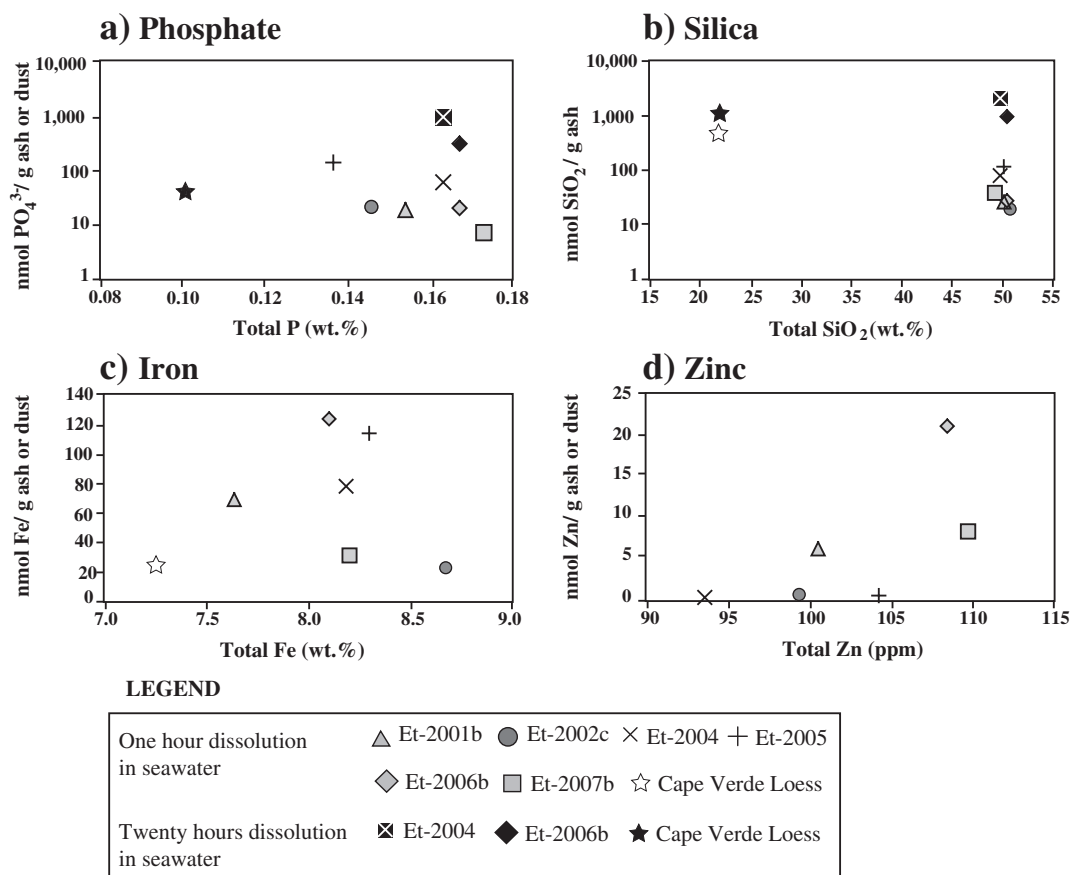 a) Phosphate
nmol PO₄³⁻/ g ash or dust
10,000
1,000
100
10
1
0.08 0.10 0.12 0.14 0.16 0.18
Total P (wt.%)
b) Silica
nmol SiO₂/ g ash
10,000
1,000
100
10
1
15 20 25 30 35 40 45 50 55
Total SiO₂ (wt.%)
c) Iron
nmol Fe/ g ash or dust
140
120
100
80
60
40
20
0
7.0 7.5 8.0 8.5 9.0
Total Fe (wt.%)
d) Zinc
nmol Zn/ g ash or dust
25
20
15
10
5
0
90 95 100 105 110 115
Total Zn (ppm)
LEGEND
One hour dissolution
in seawater
Et-2001b Et-2002c Et-2004 Et-2005
Et-2006b Et-2007b Cape Verde Loess
Twenty hours dissolution
in seawater
Et-2004 Et-2006b Cape Verde Loess